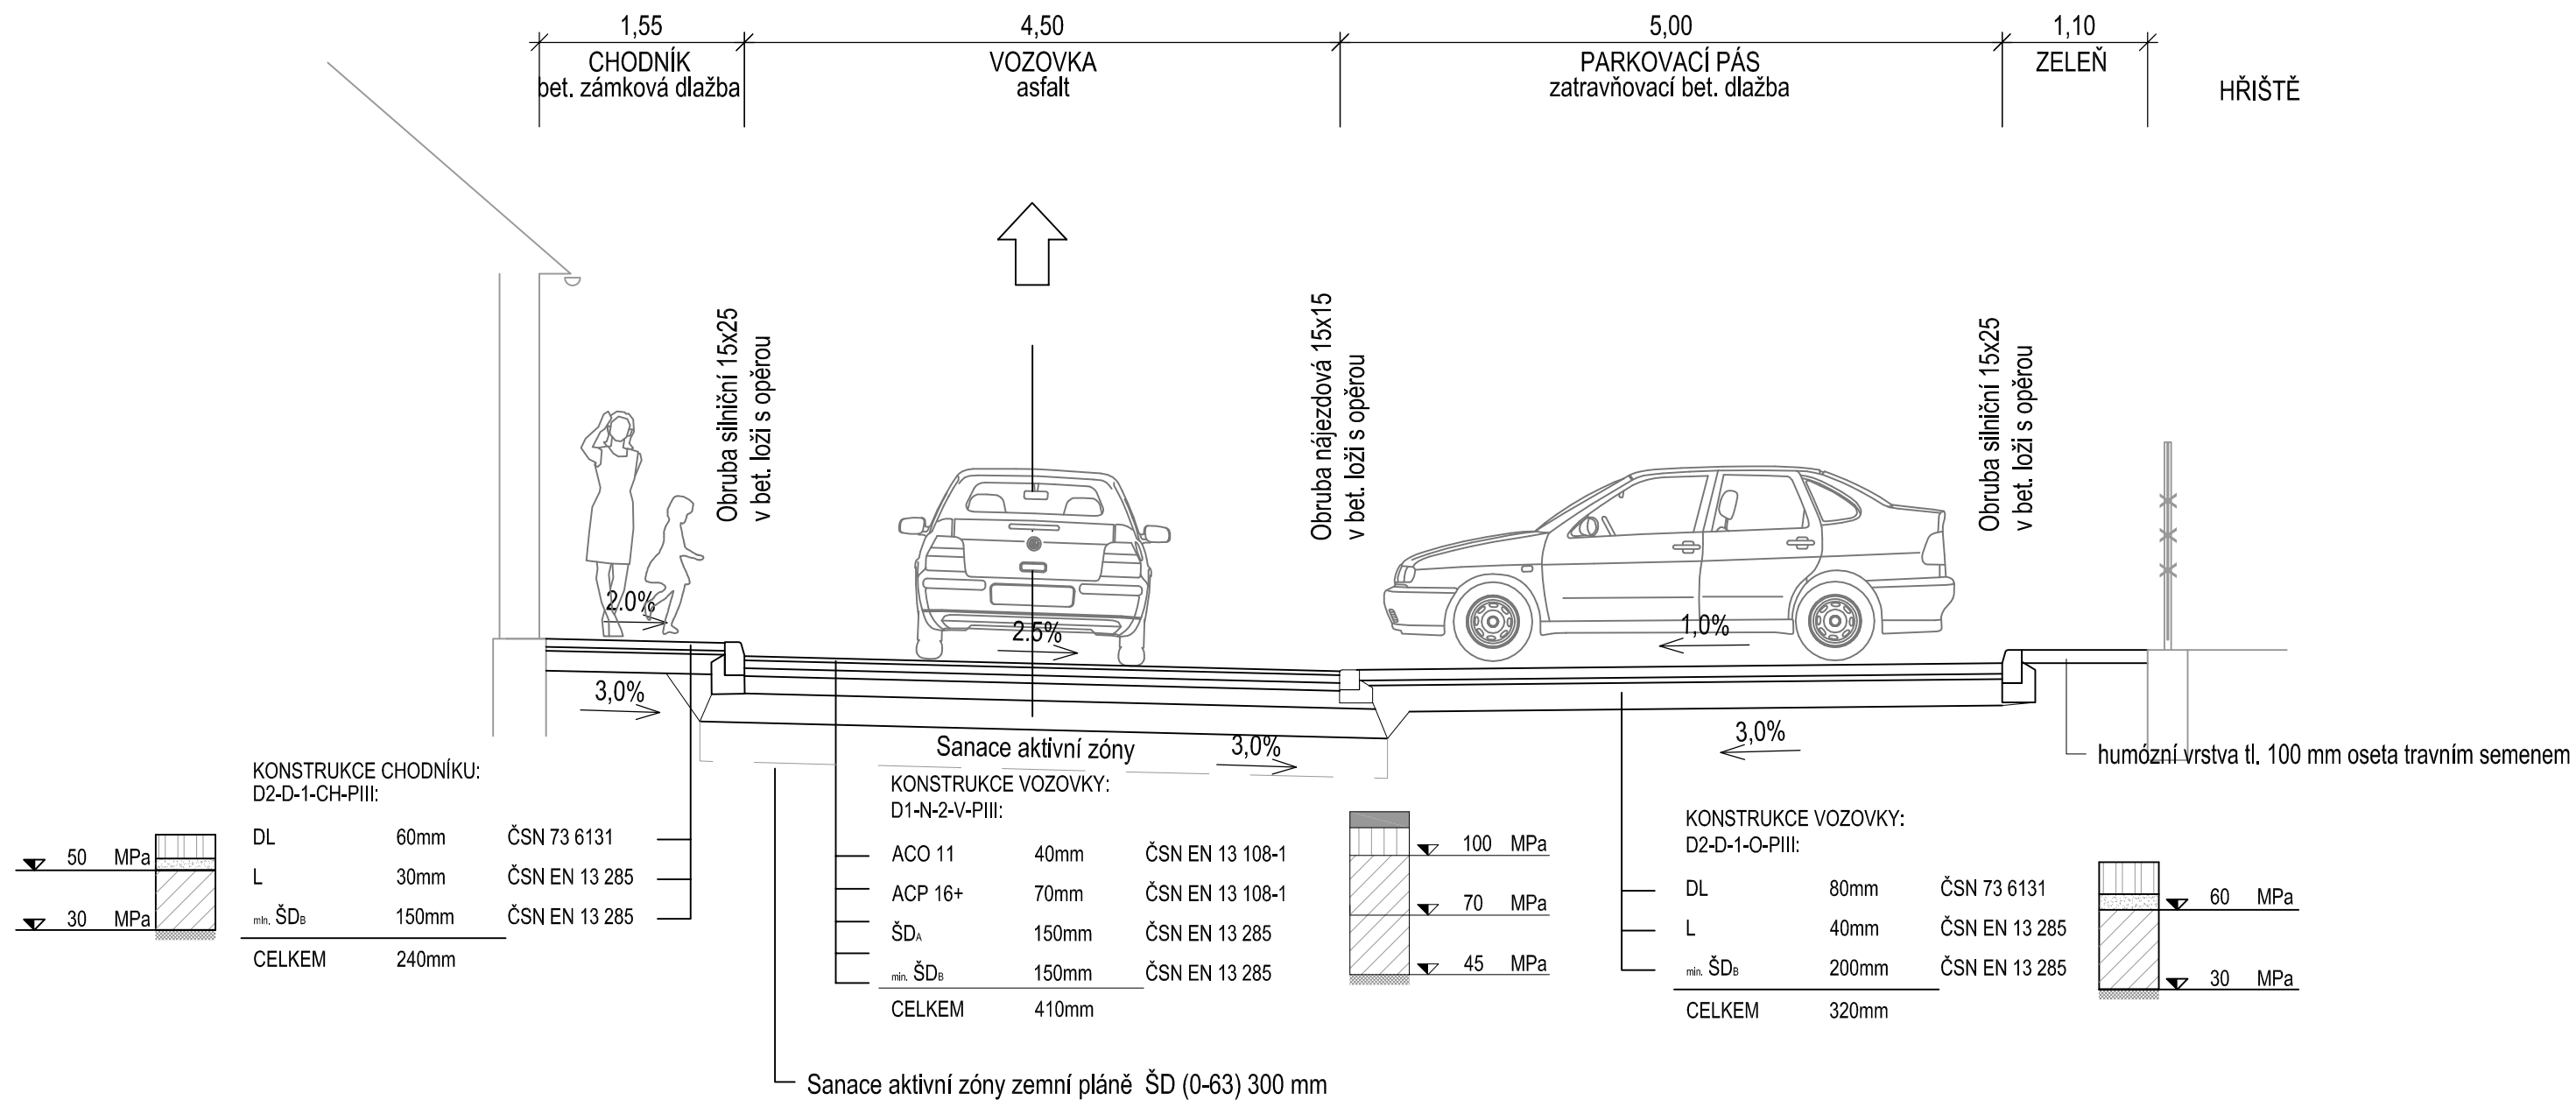 1,55
4,50
5,00
1,10
CHODNÍK
bet. zámková dlažba
VOZOVKA
asfalt
PARKOVACÍ PÁS
zatravňovací bet. dlažba
ZELEŇ
HŘIŠTĚ
Obruba silniční 15x25
v bet. loži s opěrou
Obruba nájezdová 15x15
v bet. loži s opěrou
Obruba silniční 15x25
v bet. loži s opěrou
2.0%
2.5%
1,0%
3,0%
Sanace aktivní zóny
3,0%
3,0%
humózní vrstva tl. 100 mm oseta travním semenem
KONSTRUKCE CHODNÍKU:
D2-D-1-CH-PIII:
DL 60mm ČSN 73 6131
L 30mm ČSN EN 13 285
min. ŠDB 150mm ČSN EN 13 285
CELKEM 240mm
50 MPa
30 MPa
KONSTRUKCE VOZOVKY:
D1-N-2-V-PIII:
ACO 11 40mm ČSN EN 13 108-1
ACP 16+ 70mm ČSN EN 13 108-1
ŠDA 150mm ČSN EN 13 285
min. ŠDB 150mm ČSN EN 13 285
CELKEM 410mm
100 MPa
70 MPa
45 MPa
KONSTRUKCE VOZOVKY:
D2-D-1-O-PIII:
DL 80mm ČSN 73 6131
L 40mm ČSN EN 13 285
min. ŠDB 200mm ČSN EN 13 285
CELKEM 320mm
60 MPa
30 MPa
Sanace aktivní zóny zemní pláně ŠD (0-63) 300 mm